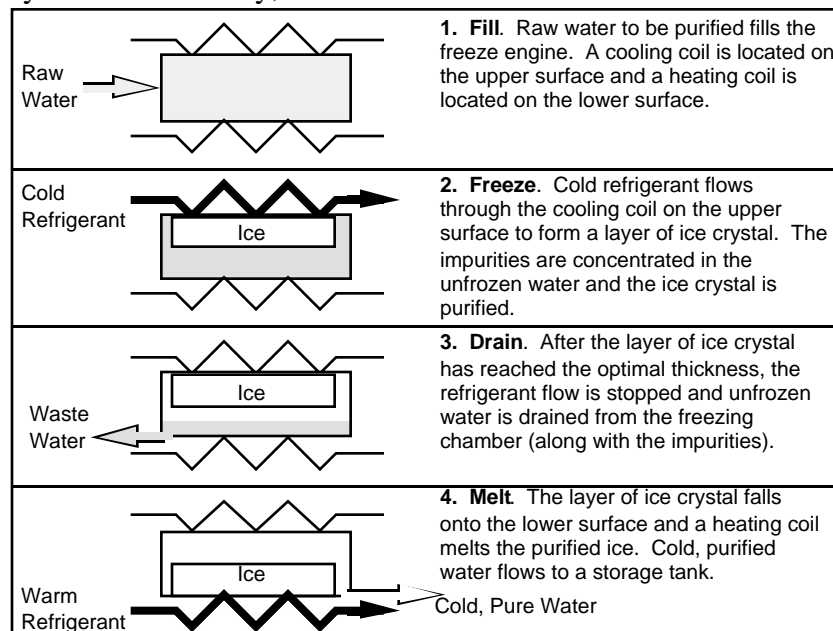 Raw
Water
1. Fill. Raw water to be purified fills the
freeze engine. A cooling coil is located on
the upper surface and a heating coil is
located on the lower surface.
Cold
Refrigerant
Ice
2. Freeze. Cold refrigerant flows
through the cooling coil on the upper
surface to form a layer of ice crystal. The
impurities are concentrated in the
unfrozen water and the ice crystal is
purified.
Waste
Water
Ice
3. Drain. After the layer of ice crystal
has reached the optimal thickness, the
refrigerant flow is stopped and unfrozen
water is drained from the freezing
chamber (along with the impurities).
Warm
Refrigerant
Ice
4. Melt. The layer of ice crystal falls
onto the lower surface and a heating coil
melts the purified ice. Cold, purified
water flows to a storage tank.
Cold, Pure Water